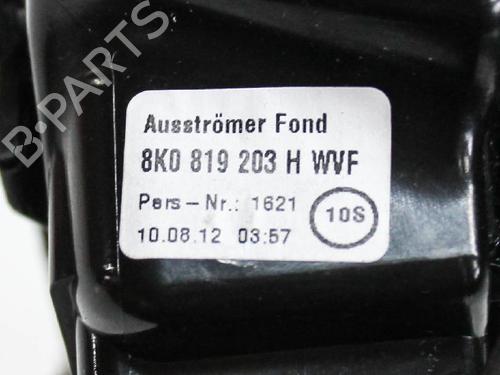 B-PARTS
Ausströmer Fond
8K0 819 203 H WVF
Pers-Nr.: 1621
10S
10.08.12 03:57